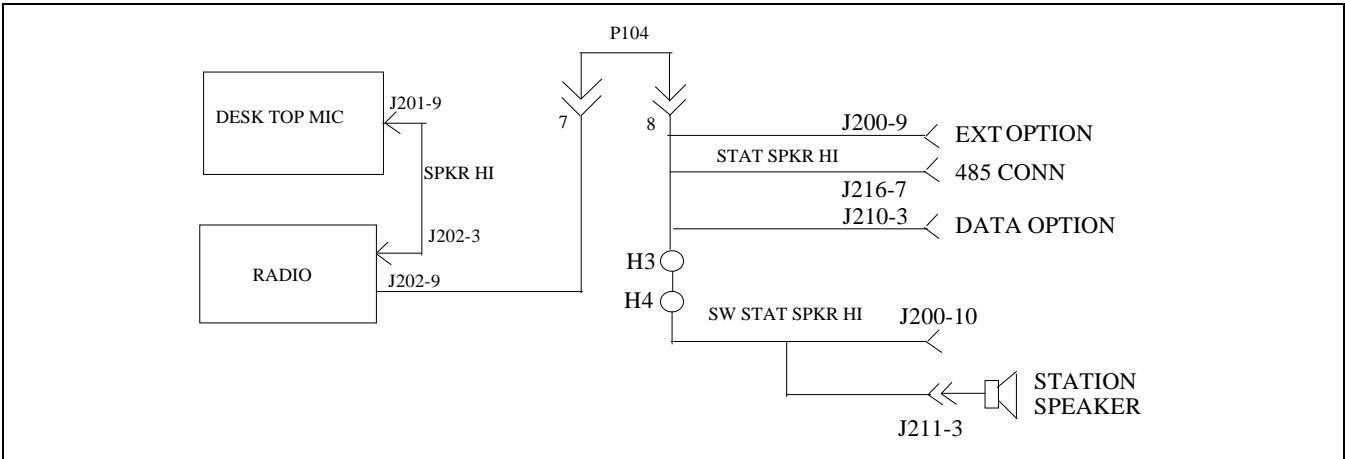 P104
DESK TOP MIC
J201-9
7
8
J200-9
EXT OPTION
STAT SPKR HI
485 CONN
SPKR HI
J216-7
J210-3
DATA OPTION
J202-3
RADIO
J202-9
H3
H4
SW STAT SPKR HI
J200-10
STATION
SPEAKER
J211-3